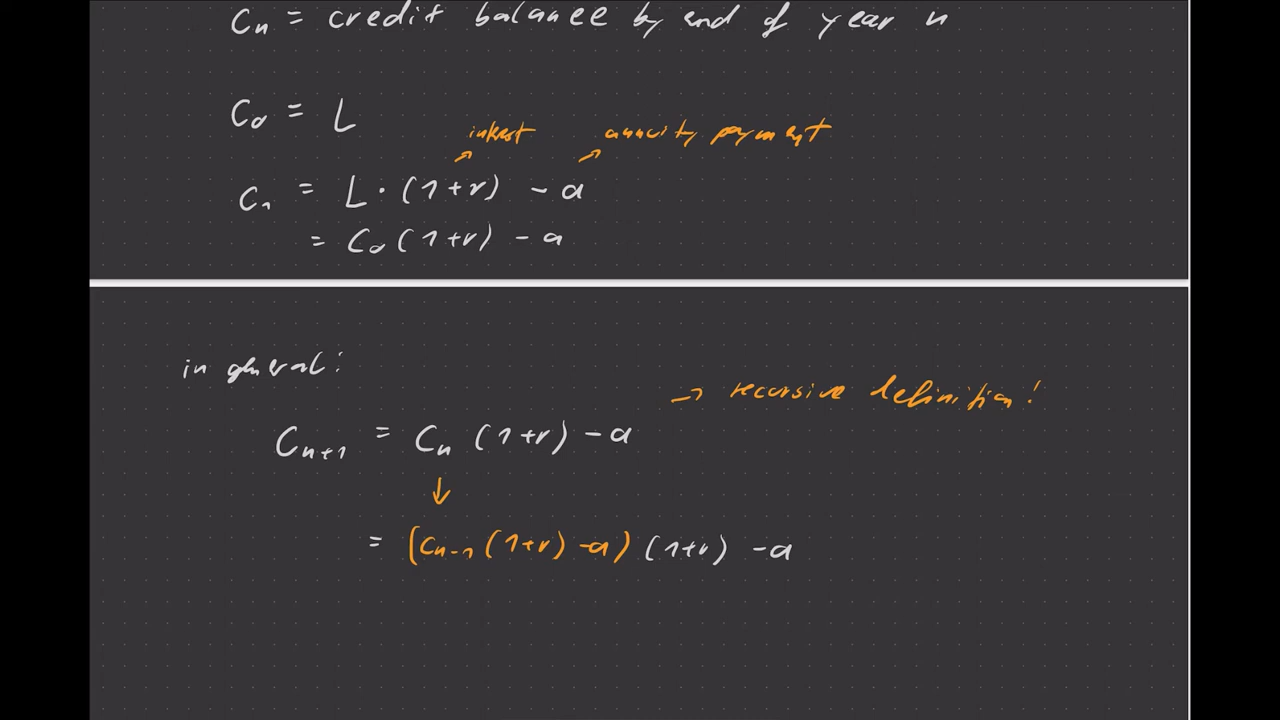 Cn = credit balance by end of year n
C0 = L
interest
annuity payment
C1 = L · (1+r) - a
= C0 (1+r) - a
in general:
→ recursive definition!
Cn+1 = Cn (1+r) - a
↓
= (Cn-1 (1+r) - a) (1+r) - a